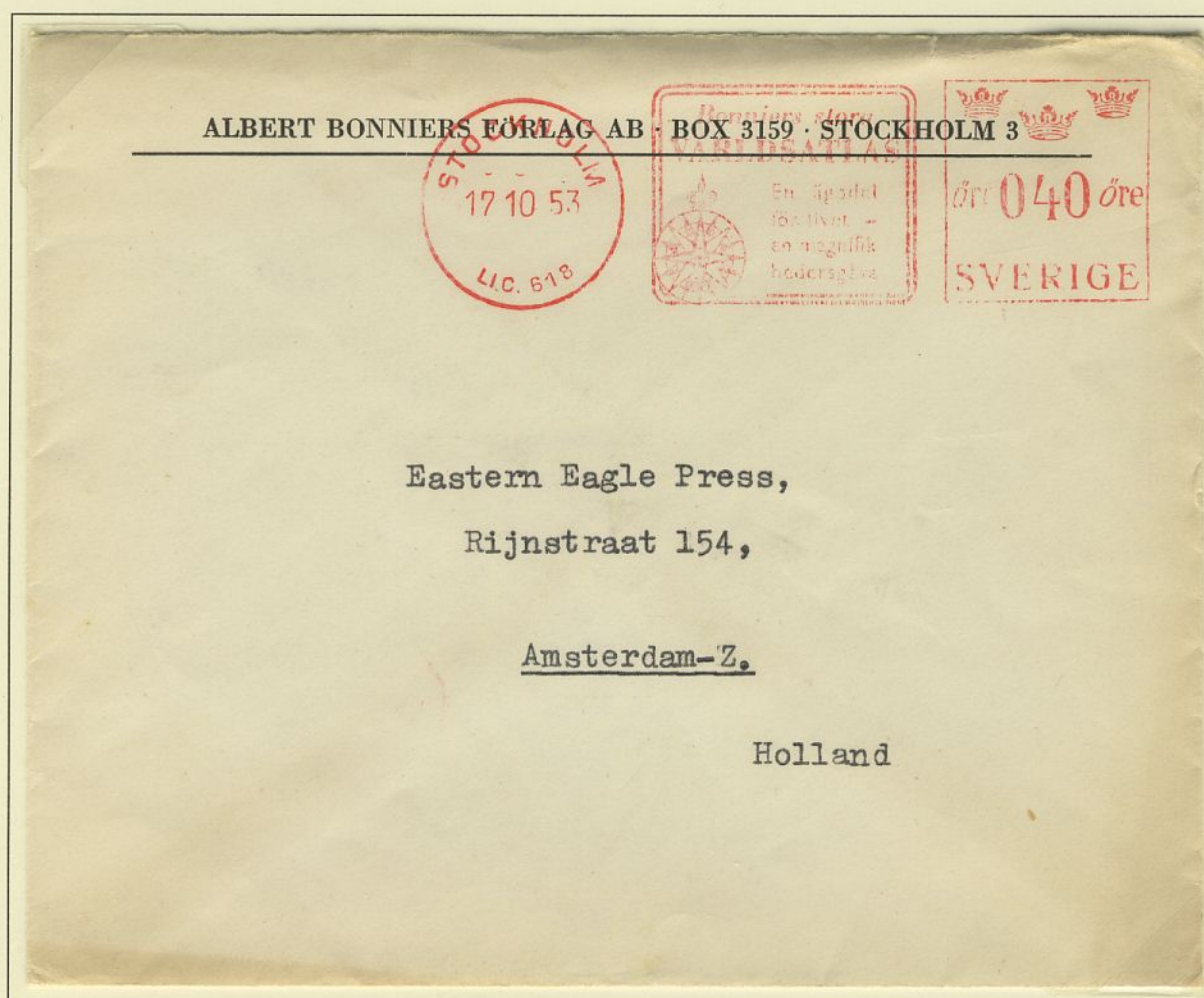 ALBERT BONNIERS FÖRLAG AB · BOX 3159 · STOCKHOLM 3
STOCKHOLM
17 10 53
LIC. 618
Bonniers stora
VÄRLDSATLAS
En ägodel
för livet –
en magnifik
hedersgåva
öre 040 öre
SVERIGE
Eastern Eagle Press,
Rijnstraat 154,
Amsterdam-Z.
Holland